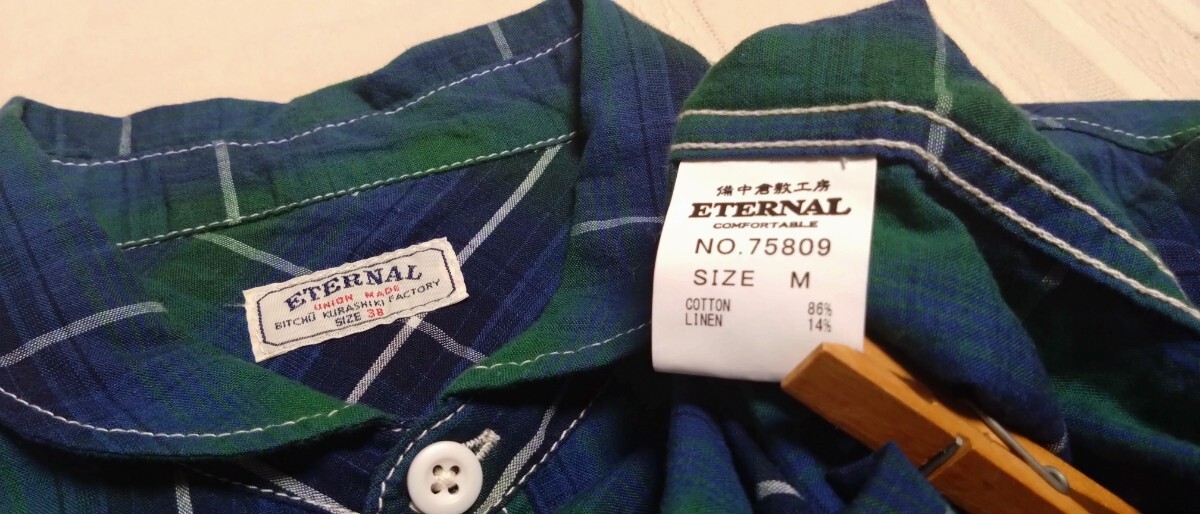 ETERNAL
UNION MADE
BITCHŪ KURASHIKI FACTORY
SIZE 38
備中倉敷工房
ETERNAL
COMFORTABLE
NO.75809
SIZE M
COTTON 86%
LINEN 14%